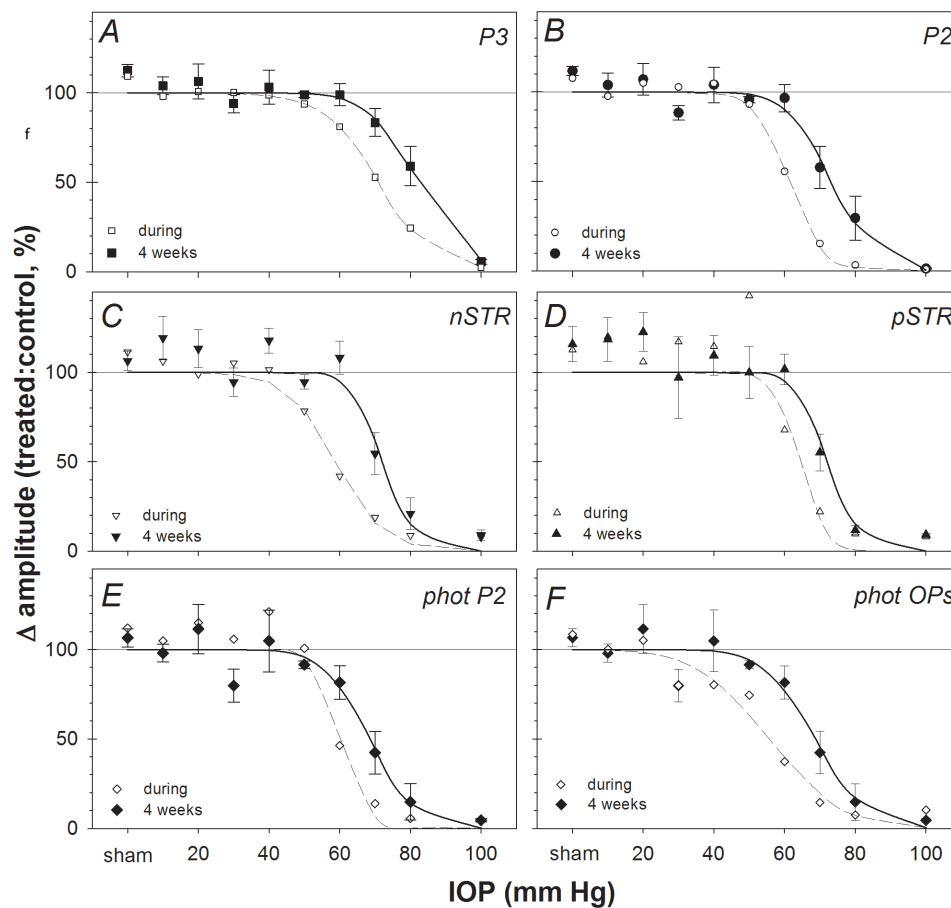 A
P3
100
50
0
during
4 weeks
B
P2
during
4 weeks
f
C
nSTR
100
50
0
during
4 weeks
D
pSTR
during
4 weeks
E
phot P2
100
50
0
during
4 weeks
F
phot OPs
during
4 weeks
sham 20 40 60 80 100
sham 20 40 60 80 100
Δ amplitude (treated:control, %)
IOP (mm Hg)